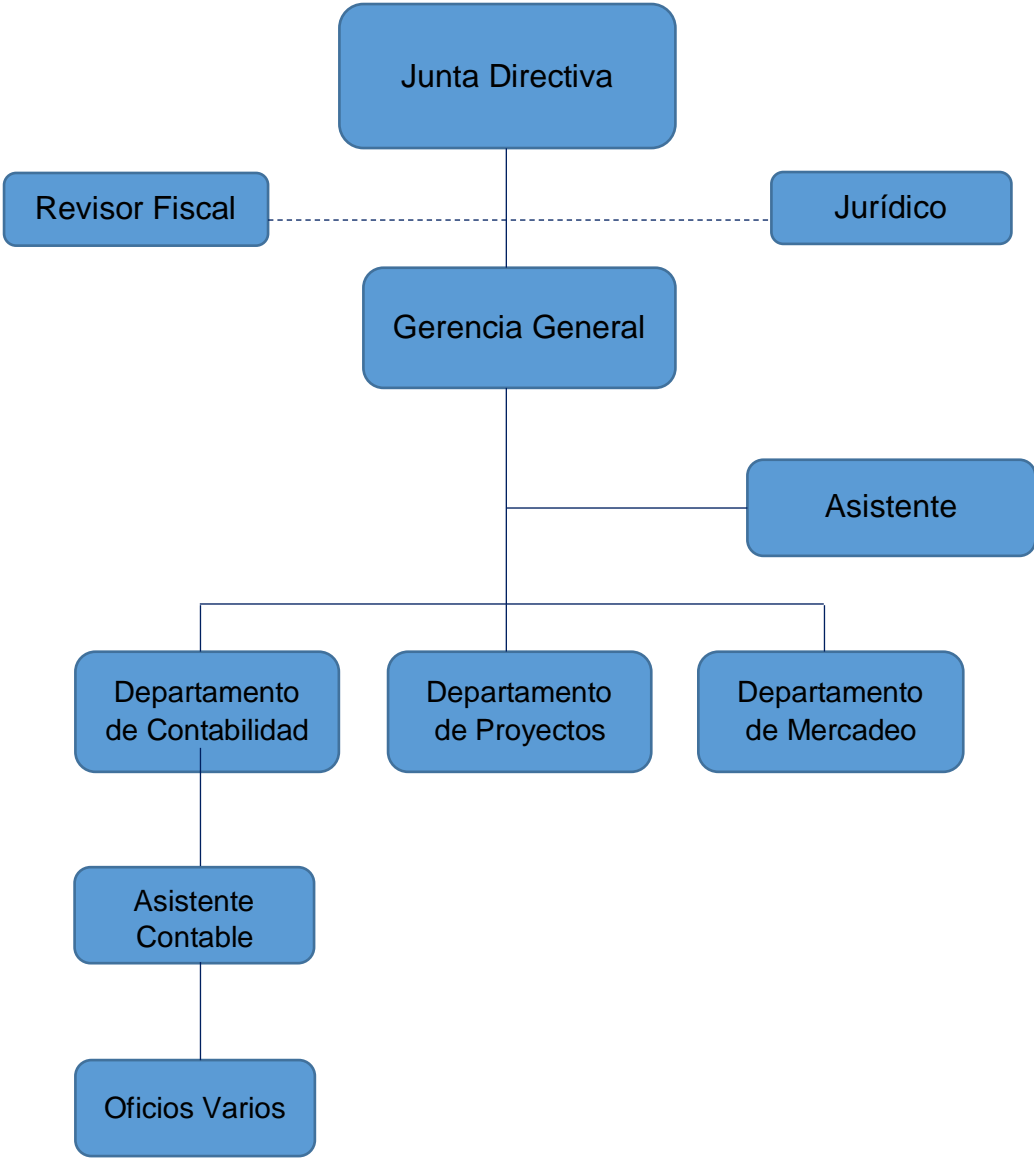 Junta Directiva
Revisor Fiscal
Jurídico
Gerencia General
Asistente
Departamento
de Contabilidad
Departamento
de Proyectos
Departamento
de Mercadeo
Asistente
Contable
Oficios Varios